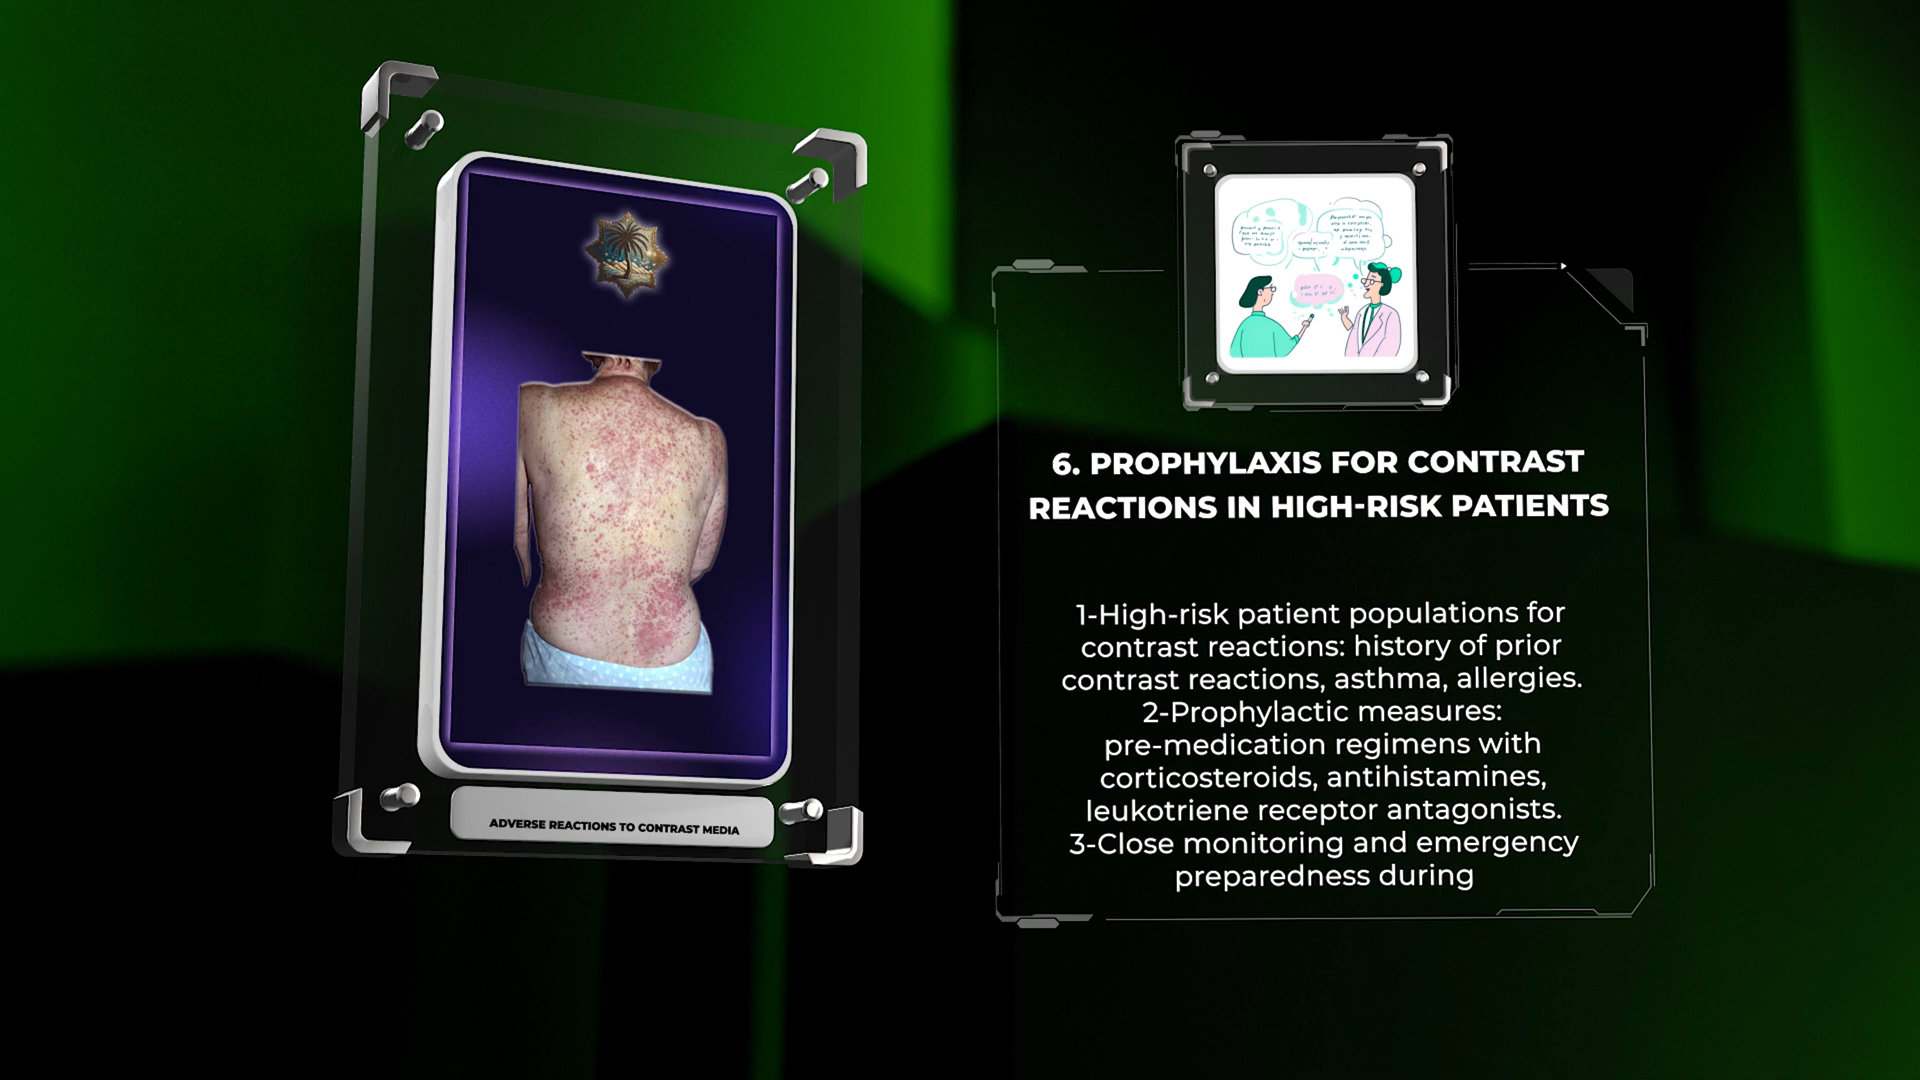 ADVERSE REACTIONS TO CONTRAST MEDIA
6. PROPHYLAXIS FOR CONTRAST
REACTIONS IN HIGH-RISK PATIENTS
1-High-risk patient populations for
contrast reactions: history of prior
contrast reactions, asthma, allergies.
2-Prophylactic measures:
pre-medication regimens with
corticosteroids, antihistamines,
leukotriene receptor antagonists.
3-Close monitoring and emergency
preparedness during